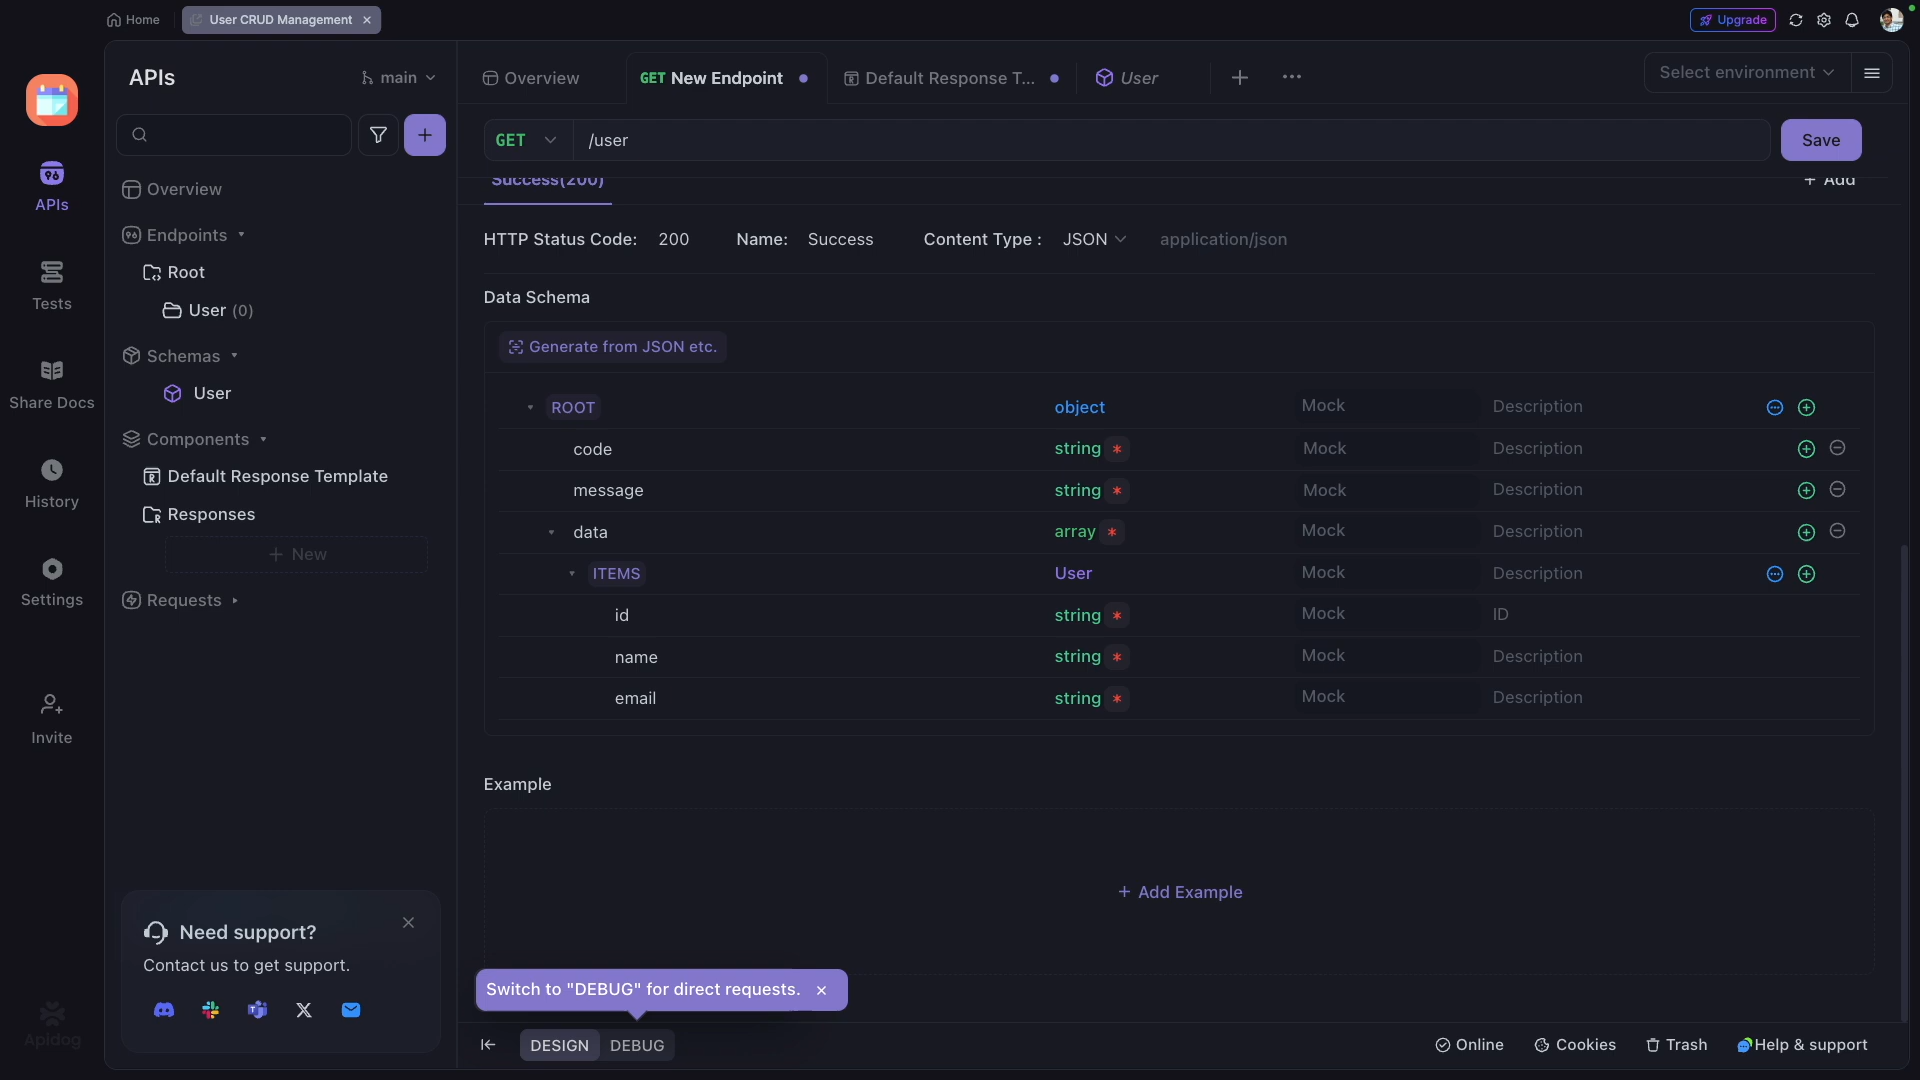 Home
User CRUD Management
Upgrade
APIs
main
Overview
GET New Endpoint
Default Response T...
User
Select environment
GET
/user
Save
Success(200)
+ Add
APIs
Tests
Share Docs
History
Settings
Invite
Apidog
Overview
Endpoints
Root
User (0)
Schemas
User
Components
Default Response Template
Responses
+ New
Requests
HTTP Status Code: 200 Name: Success Content Type : JSON application/json
Data Schema
Generate from JSON etc.
ROOT object Mock Description
code string * Mock Description
message string * Mock Description
data array * Mock Description
ITEMS User Mock Description
id string * Mock ID
name string * Mock Description
email string * Mock Description
Example
+ Add Example
Need support?
Contact us to get support.
Switch to "DEBUG" for direct requests.
DESIGN
DEBUG
Online
Cookies
Trash
Help & support